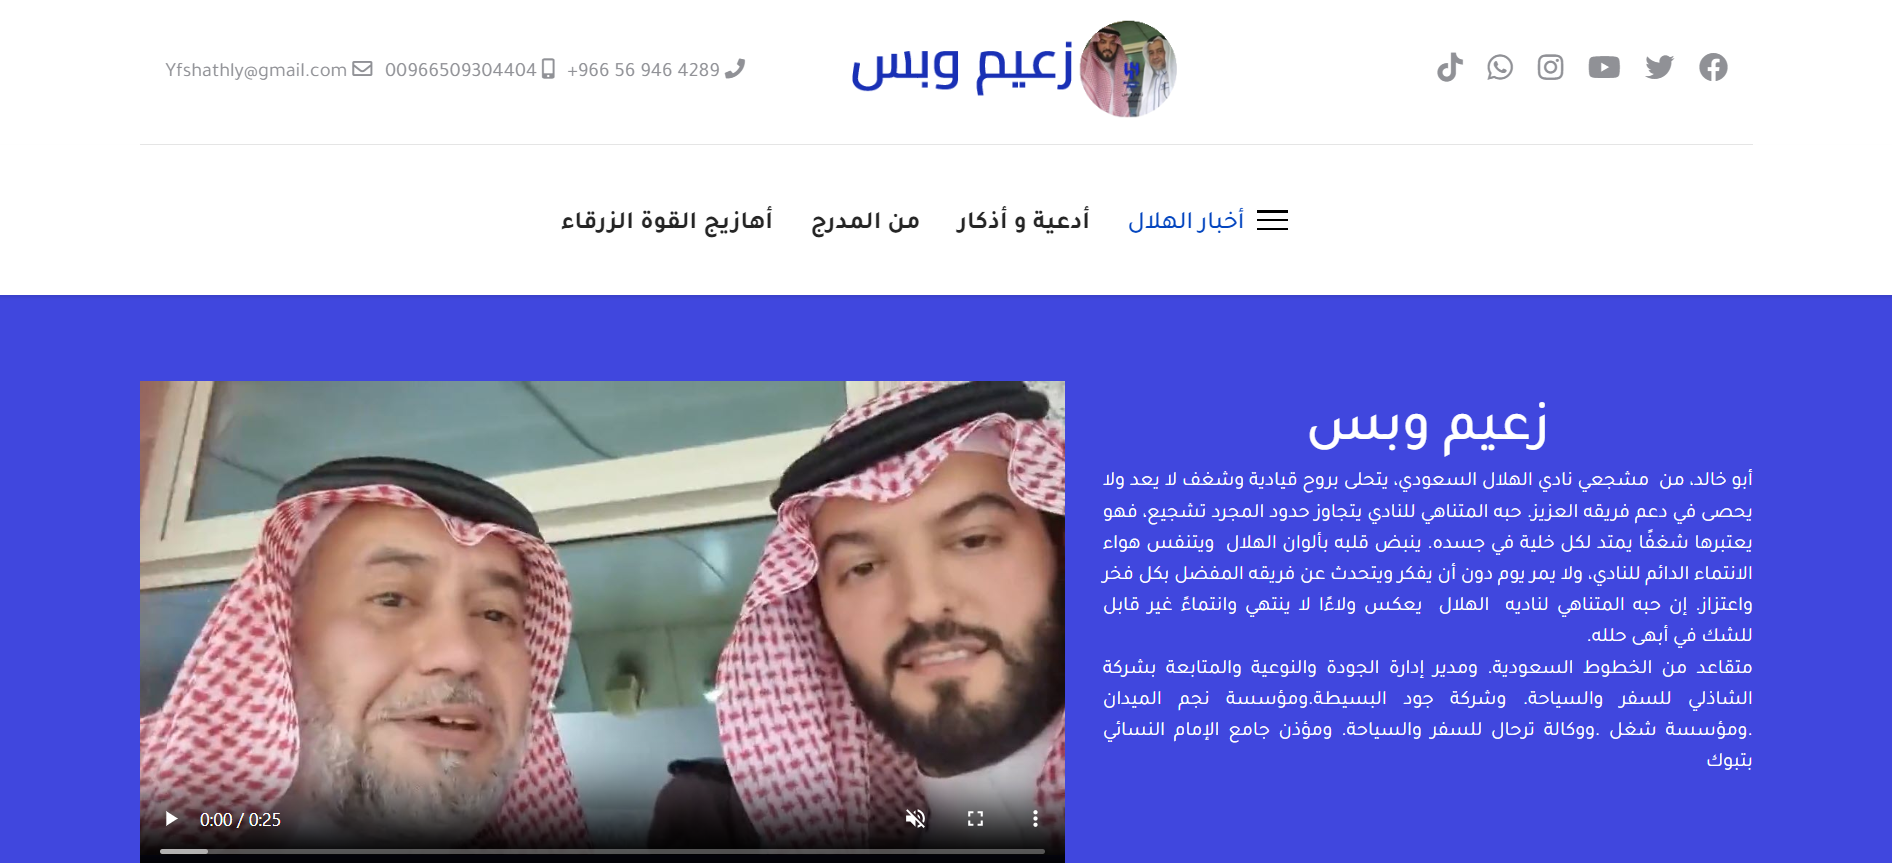 Yfshathly@gmail.com 00966509304404 +966 56 946 4289
زعيم وبس
أخبار الهلال أدعية و أذكار من المدرج أهازيج القوة الزرقاء
زعيم وبس
أبو خالد، من مشجعي نادي الهلال السعودي، يتحلى بروح قيادية وشغف لا يعد ولا
يحصى في دعم فريقه العزيز. حبه المتناهي للنادي يتجاوز حدود المجرد تشجيع، فهو
يعتبرها شغفًا يمتد لكل خلية في جسده. ينبض قلبه بألوان الهلال ويتنفس هواء
الانتماء الدائم للنادي، ولا يمر يوم دون أن يفكر ويتحدث عن فريقه المفضل بكل فخر
واعتزاز. إن حبه المتناهي لناديه الهلال يعكس ولاءًا لا ينتهي وانتماءً غير قابل
للشك في أبهى حلله.
متقاعد من الخطوط السعودية. ومدير إدارة الجودة والنوعية والمتابعة بشركة
الشاذلي للسفر والسياحة. وشركة جود البسيطة.ومؤسسة نجم الميدان
.ومؤسسة شغل .ووكالة ترحال للسفر والسياحة. ومؤذن جامع الإمام النسائي
بتبوك
0:00 / 0:25